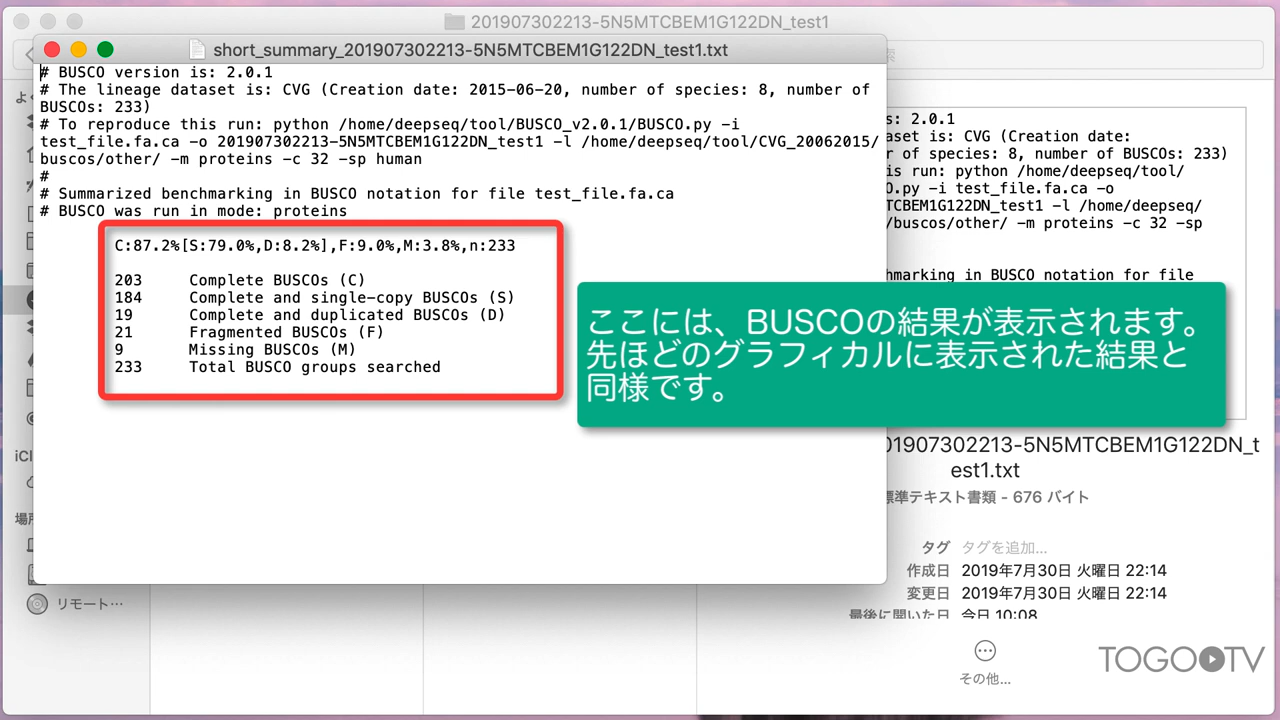 201907302213-5N5MTCBEM1G122DN_test1
short_summary_201907302213-5N5MTCBEM1G122DN_test1.txt
# BUSCO version is: 2.0.1
# The lineage dataset is: CVG (Creation date: 2015-06-20, number of species: 8, number of
BUSCOs: 233)
# To reproduce this run: python /home/deepseq/tool/BUSCO_v2.0.1/BUSCO.py -i
test_file.fa.ca -o 201907302213-5N5MTCBEM1G122DN_test1 -l /home/deepseq/tool/CVG_20062015/
buscos/other/ -m proteins -c 32 -sp human
#
# Summarized benchmarking in BUSCO notation for file test_file.fa.ca
# BUSCO was run in mode: proteins
C:87.2%[S:79.0%,D:8.2%],F:9.0%,M:3.8%,n:233
203 Complete BUSCOs (C)
184 Complete and single-copy BUSCOs (S)
19 Complete and duplicated BUSCOs (D)
21 Fragmented BUSCOs (F)
9 Missing BUSCOs (M)
233 Total BUSCO groups searched
ここには、BUSCOの結果が表示されます。
先ほどのグラフィカルに表示された結果と
同様です。
s: 2.0.1
aset is: CVG (Creation date:
r of species: 8, number of BUSCOs: 233)
is run: python /home/deepseq/tool/
O.py -i test_file.fa.ca -o
MTCBEM1G122DN_test1 -l /home/deepseq/
/buscos/other/ -m proteins -c 32 -sp
hmarking in BUSCO notation for file
201907302213-5N5MTCBEM1G122DN_t
est1.txt
標準テキスト書類 - 676 バイト
タグ タグを追加...
作成日 2019年7月30日 火曜日 22:14
変更日 2019年7月30日 火曜日 22:14
最後に開いた日 今日 10:08
その他...
よく
iCl
場所
リモート…
TOGOTV